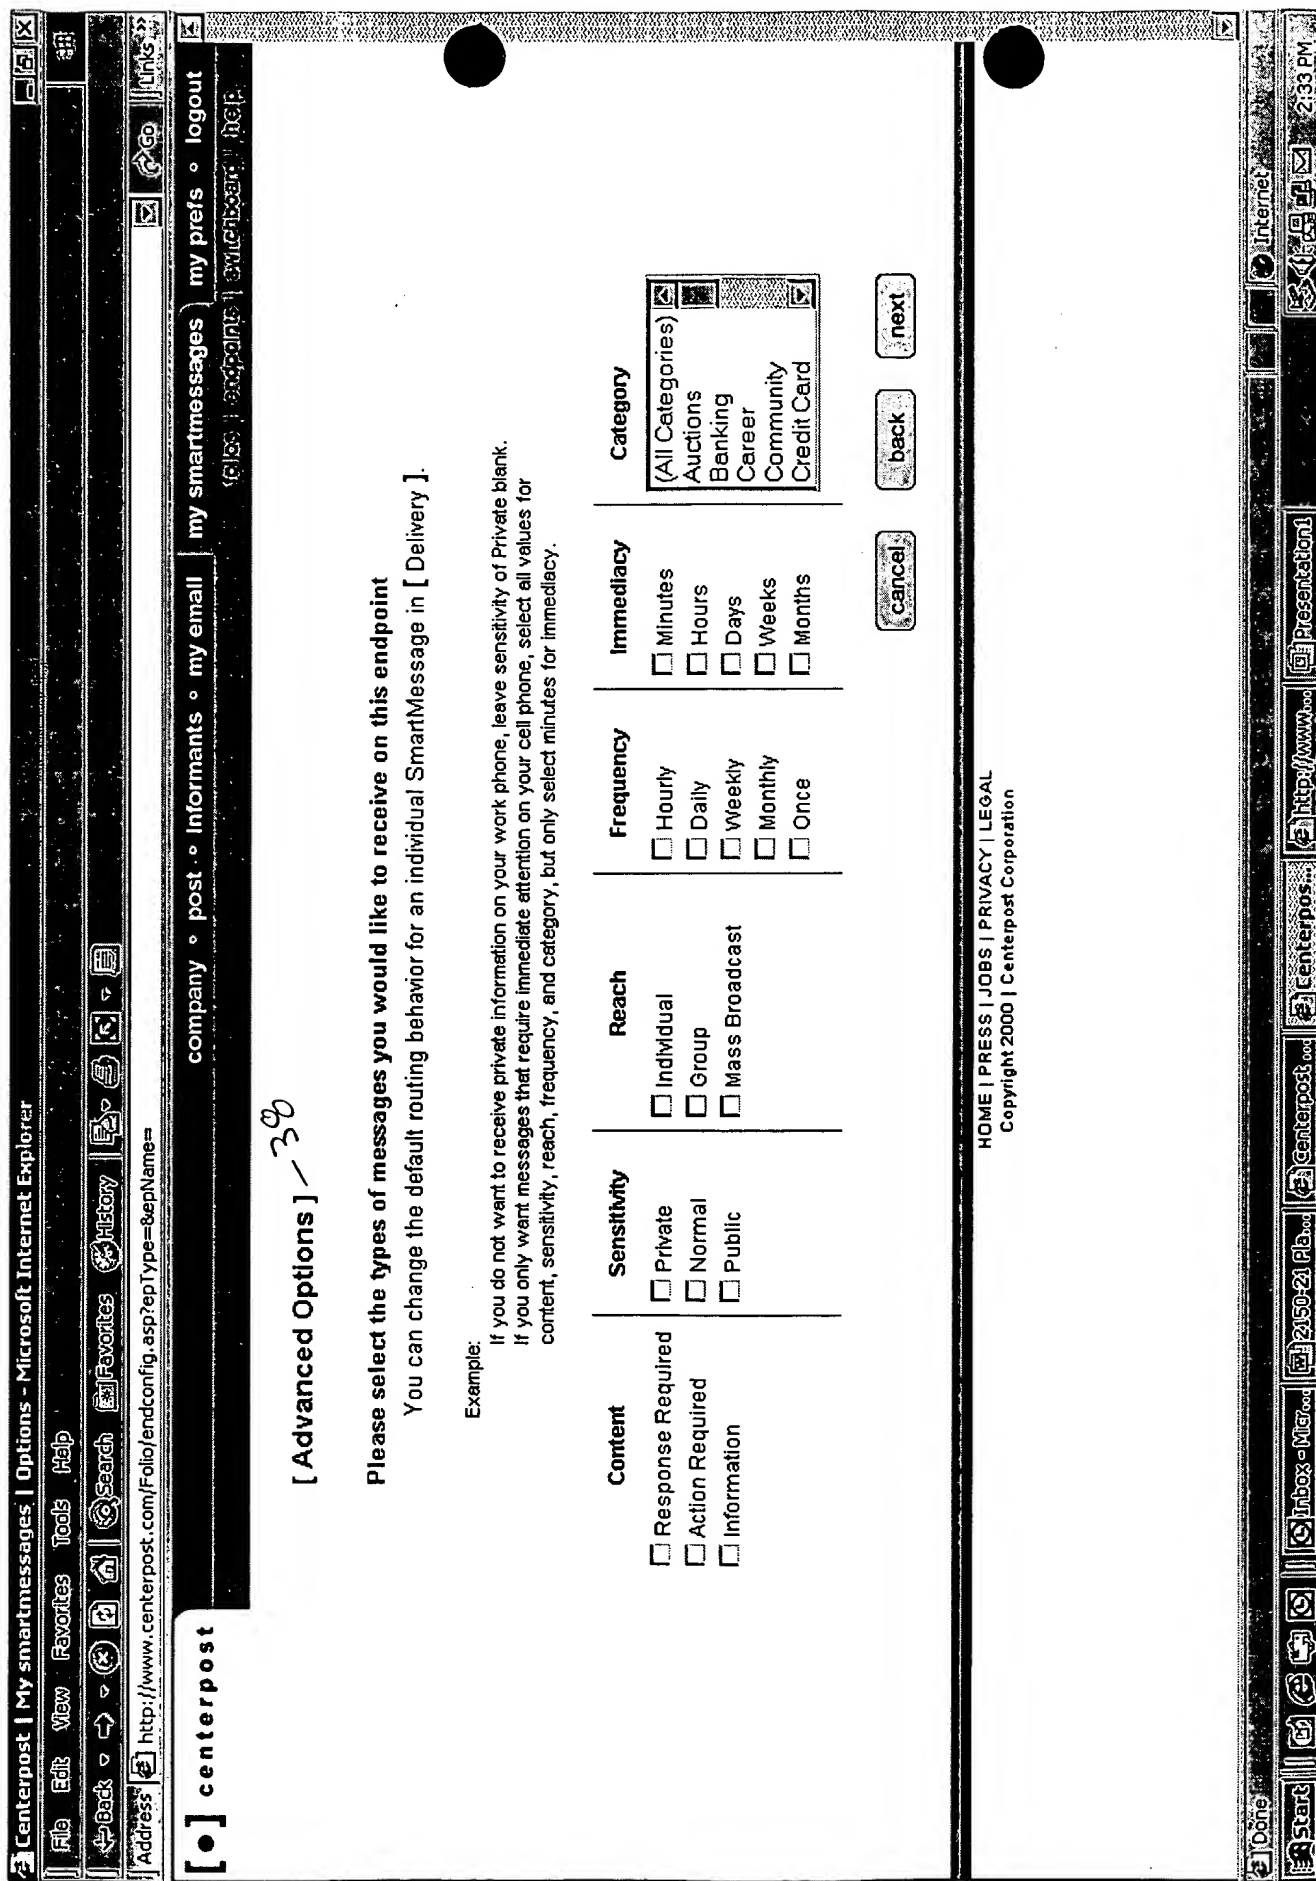 Centerpost | My smartmessages | Options - Microsoft Internet Explorer
File Edit View Favorites Tools Help
Back Search Favorites History
Address http://www.centerpost.com/Folio/endconfig.asp?epType=&epName= Go Links »
[•] centerpost
company ° post ° Informants ° my email my smartmessages my prefs ° logout
folios | endpoints | switchboard | help
[ Advanced Options ] – 38
Please select the types of messages you would like to receive on this endpoint
You can change the default routing behavior for an individual SmartMessage in [ Delivery ].
Example:
If you do not want to receive private information on your work phone, leave sensitivity of Private blank.
If you only want messages that require immediate attention on your cell phone, select all values for
content, sensitivity, reach, frequency, and category, but only select minutes for immediacy.
Content Sensitivity Reach Frequency Immediacy Category
Response Required Private Individual Hourly Minutes (All Categories)
Action Required Normal Group Daily Hours Auctions
Information Public Mass Broadcast Weekly Days Banking
Monthly Weeks Career
Once Months Community
Credit Card
cancel back next
HOME | PRESS | JOBS | PRIVACY | LEGAL
Copyright 2000 | Centerpost Corporation
Done Internet
Start Inbox - Micr... 2150-21 Pla... Centerpost ... Centerpos... http://www.... Presentation1 2:33 PM